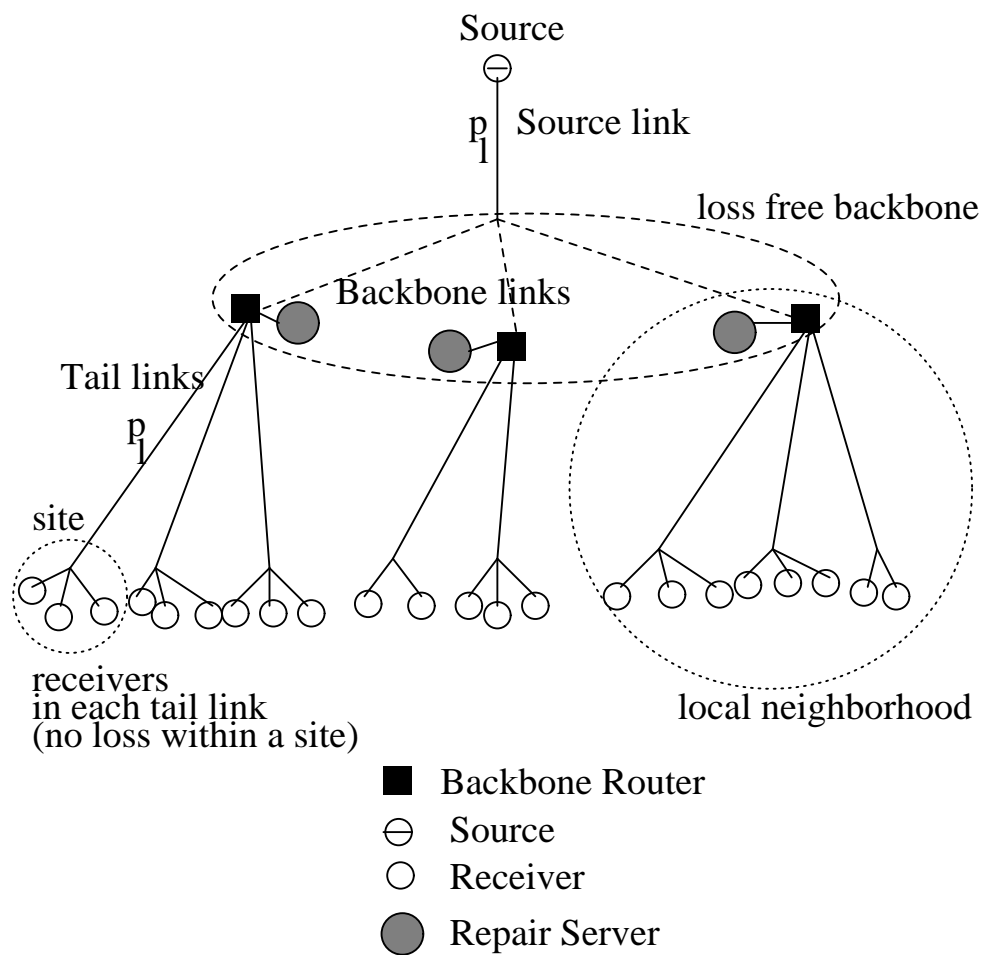 Source
p
l
Source link
loss free backbone
Backbone links
Tail links
p
l
site
receivers
in each tail link
(no loss within a site)
local neighborhood
Backbone Router
Source
Receiver
Repair Server